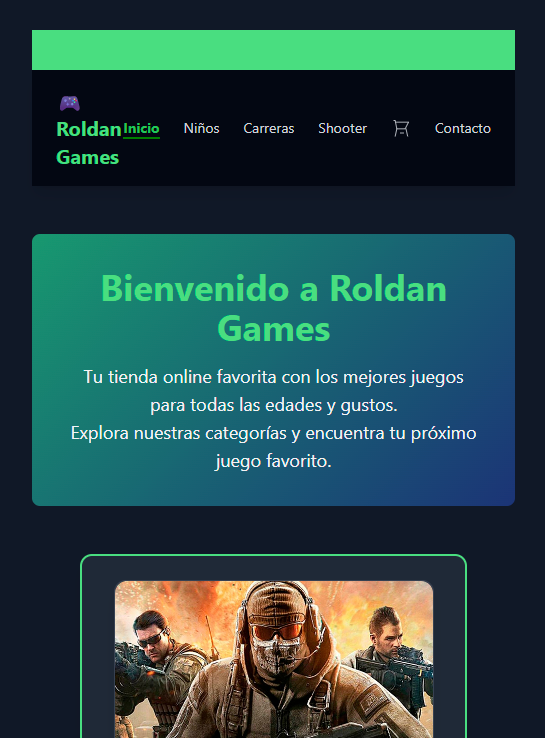 Roldan
Games
Inicio
Niños
Carreras
Shooter
Contacto
Bienvenido a Roldan
Games
Tu tienda online favorita con los mejores juegos
para todas las edades y gustos.
Explora nuestras categorías y encuentra tu próximo
juego favorito.